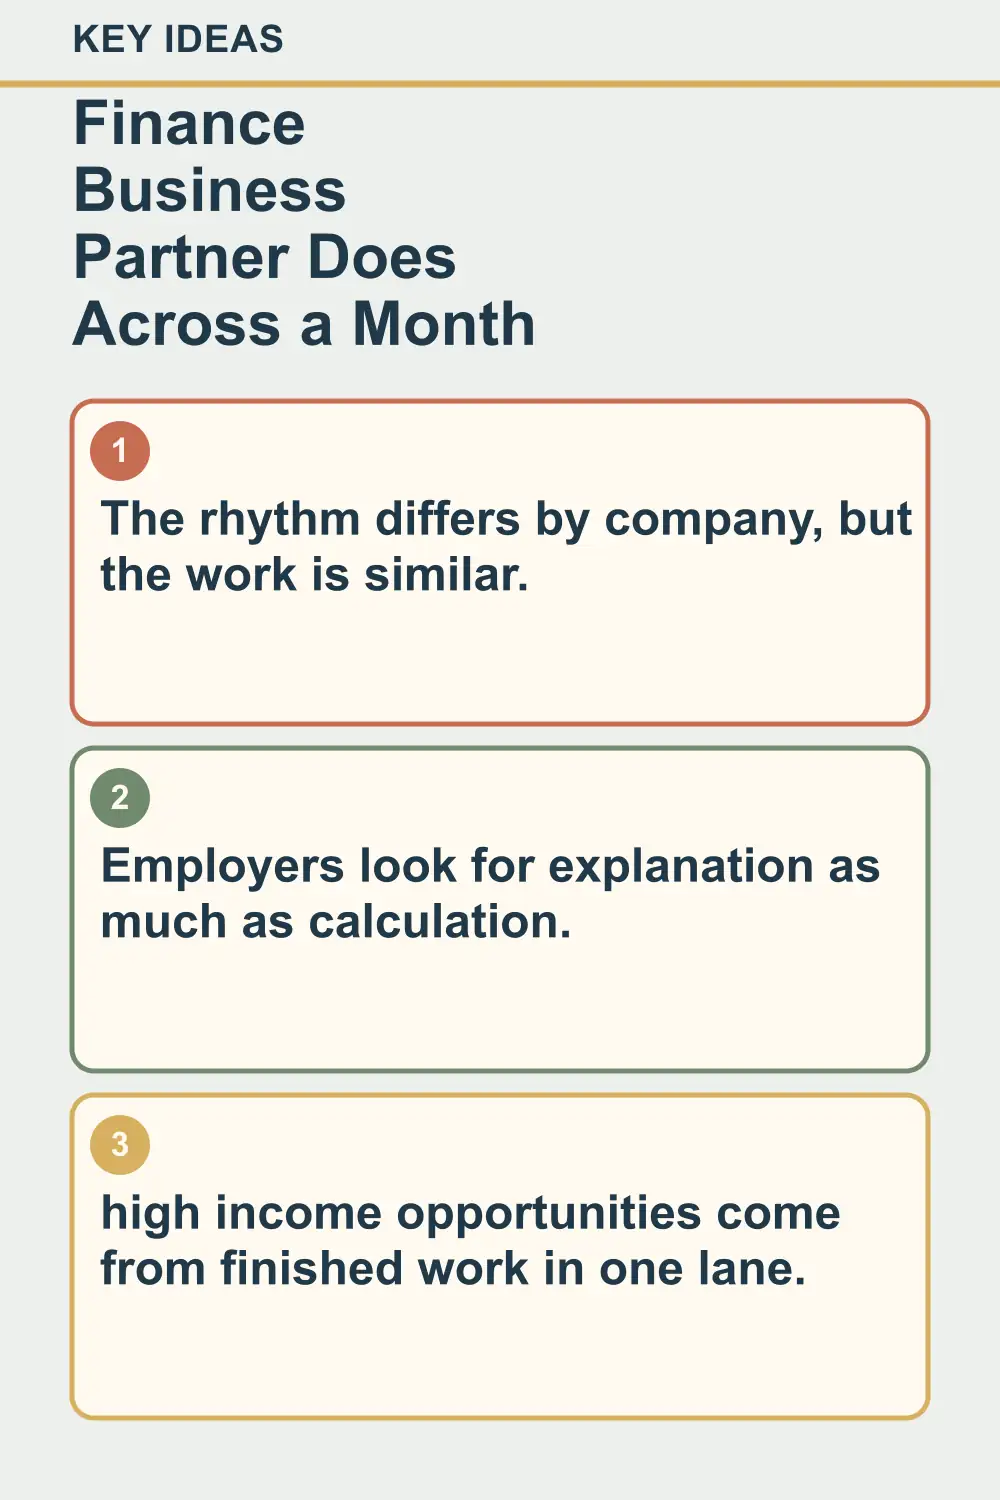 KEY IDEAS
Finance
Business
Partner Does
Across a Month
1
The rhythm differs by company, but
the work is similar.
2
Employers look for explanation as
much as calculation.
3
high income opportunities come
from finished work in one lane.